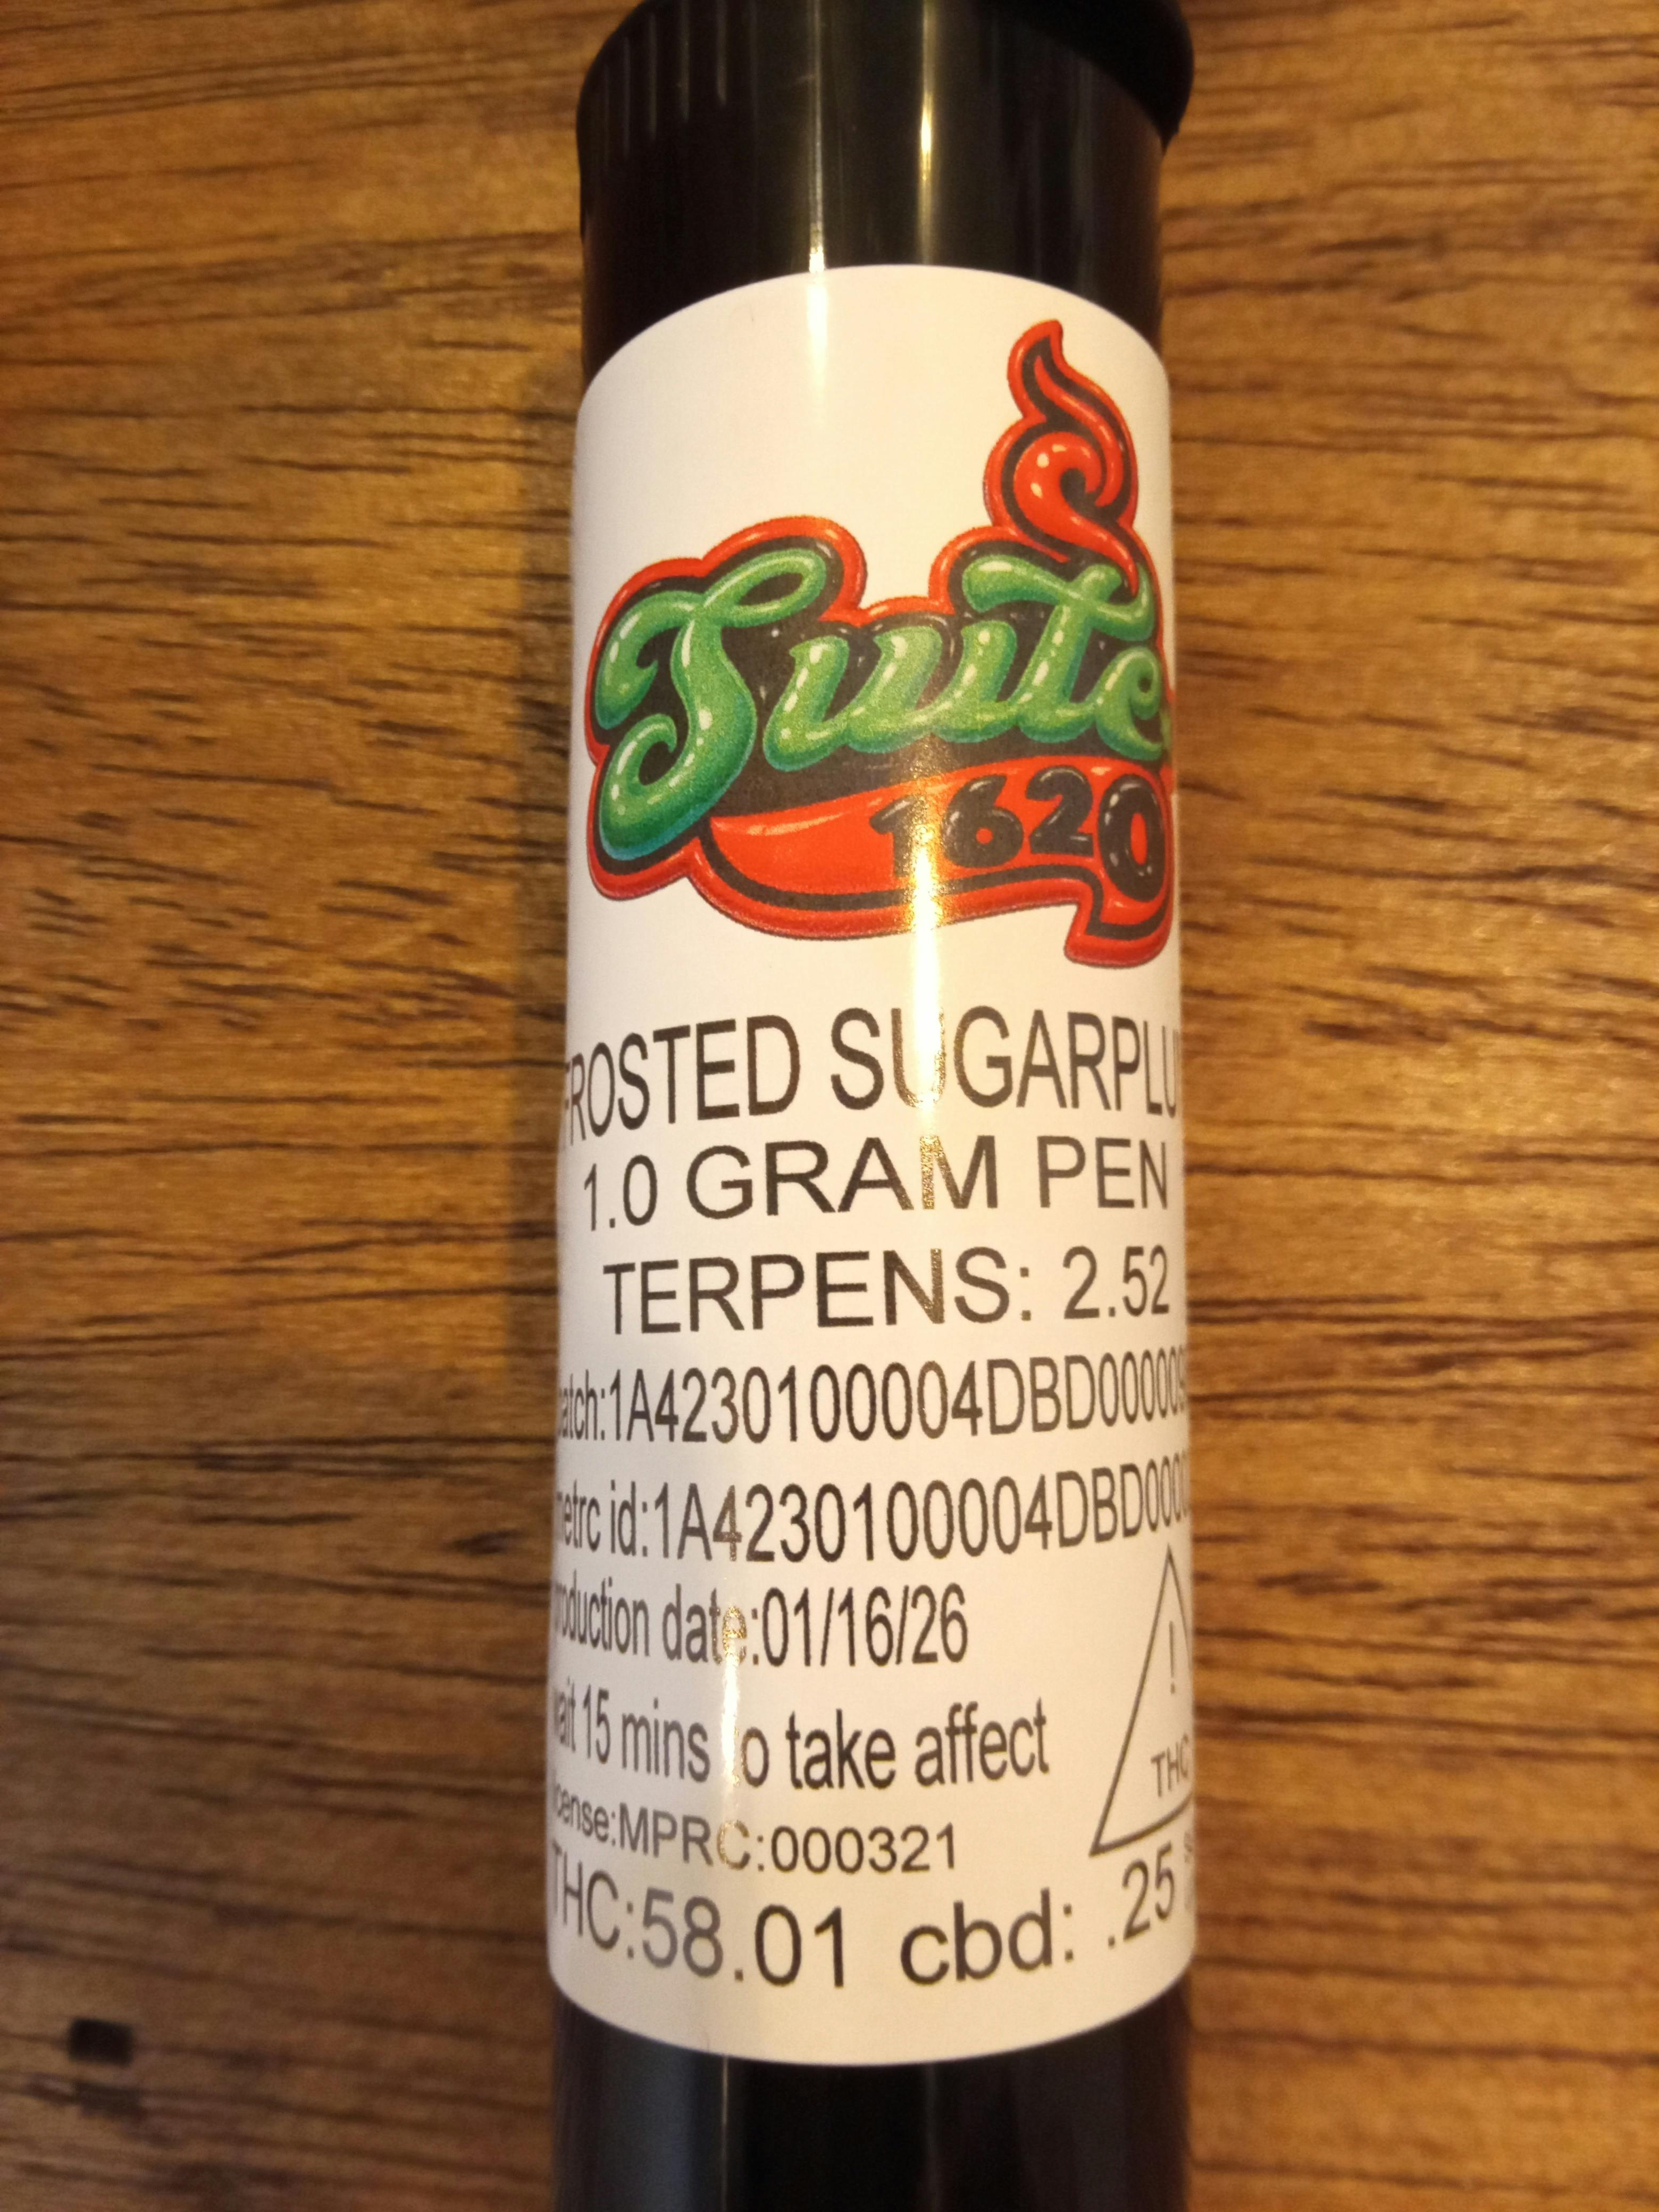 Suite
1620
FROSTED SUGARPLU
1.0 GRAM PEN
TERPENS: 2.52
batch:1A4230100004DBD00000
metrc id:1A4230100004DBD000
production date:01/16/26
!
wait 15 mins to take affect
THC
license:MPRC:000321
THC:58.01 cbd: .25